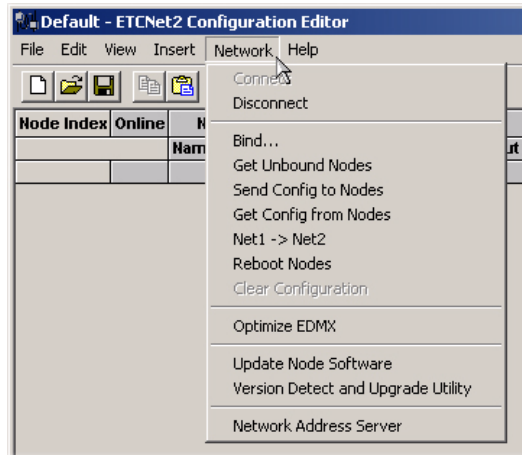 Default - ETCNet2 Configuration Editor
File Edit View Insert Network Help
Connect
Disconnect
Node Index Online N
Nam ut
Bind...
Get Unbound Nodes
Send Config to Nodes
Get Config from Nodes
Net1 -> Net2
Reboot Nodes
Clear Configuration
Optimize EDMX
Update Node Software
Version Detect and Upgrade Utility
Network Address Server